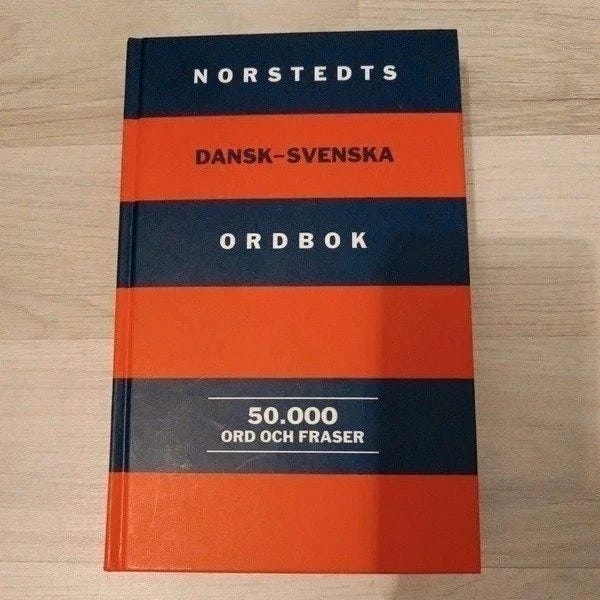 NORSTEDTS
DANSK–SVENSKA
ORDBOK
50.000
ORD OCH FRASER